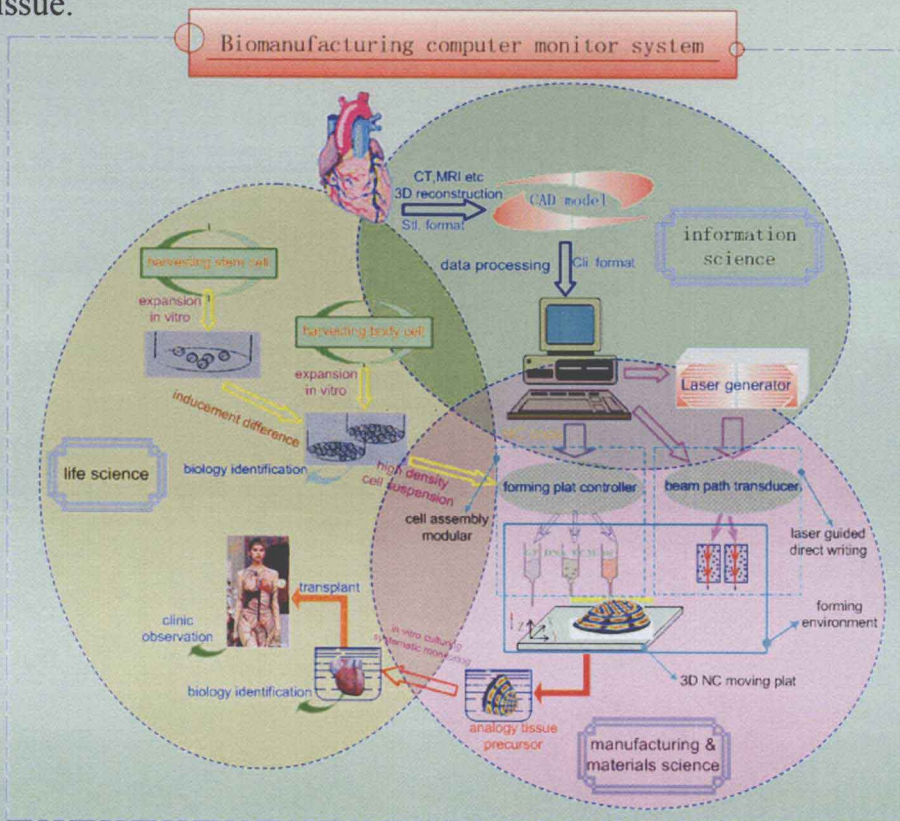 issue.
Biomanufacturing computer monitor system
CT,MRI etc
3D reconstruction
Stl. format
CAD model
information
science
data processing
Cli. format
harvesting stem cell
expansion
in vitro
harvesting body cell
expansion
in vitro
Laser generator
inducement difference
life science
biology identification
high density
cell suspension
forming plat controller
beam path transducer
cell assembly
modular
laser guided
direct writing
transplant
clinic
observation
in vitro culturing
systematic monitoring
forming
environment
biology identification
3D NC moving plat
analogy tissue
precursor
manufacturing &
materials science